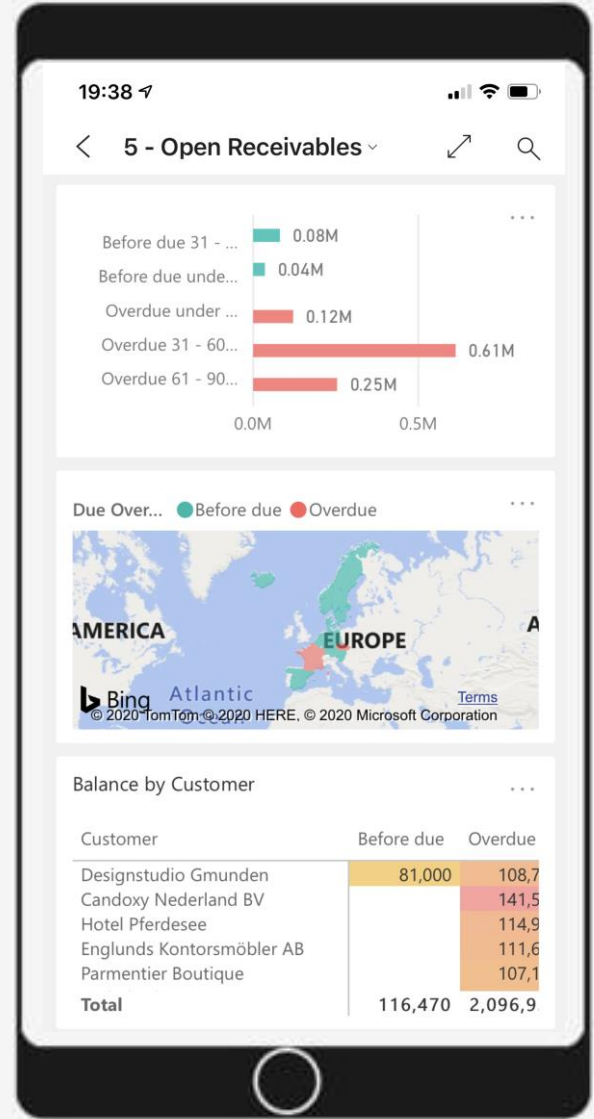 19:38
5 - Open Receivables
...
Before due 31 - ... 0.08M
Before due unde... 0.04M
Overdue under ... 0.12M
Overdue 31 - 60... 0.61M
Overdue 61 - 90... 0.25M
0.0M 0.5M
Due Over... Before due Overdue ...
AMERICA EUROPE A
Atlantic
Bing Terms
© 2020 TomTom © 2020 HERE, © 2020 Microsoft Corporation
Balance by Customer ...
Customer Before due Overdue
Designstudio Gmunden 81,000 108,7
Candoxy Nederland BV 141,5
Hotel Pferdesee 114,9
Englunds Kontorsmöbler AB 111,6
Parmentier Boutique 107,1
Total 116,470 2,096,9